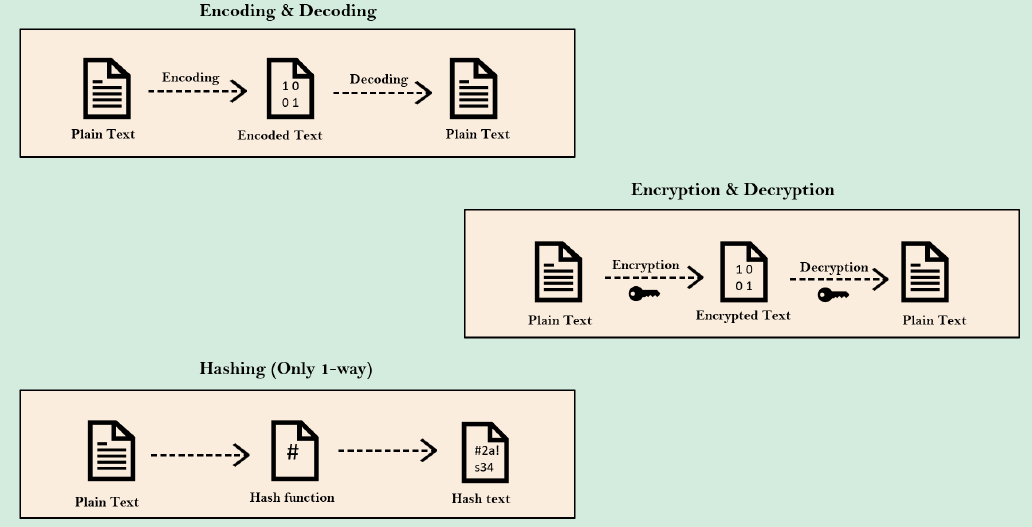 Encoding & Decoding
Encoding
Decoding
1 0
0 1
Plain Text
Encoded Text
Plain Text
Encryption & Decryption
Encryption
Decryption
1 0
0 1
Plain Text
Encrypted Text
Plain Text
Hashing (Only 1-way)
#
#2a!
s34
Plain Text
Hash function
Hash text